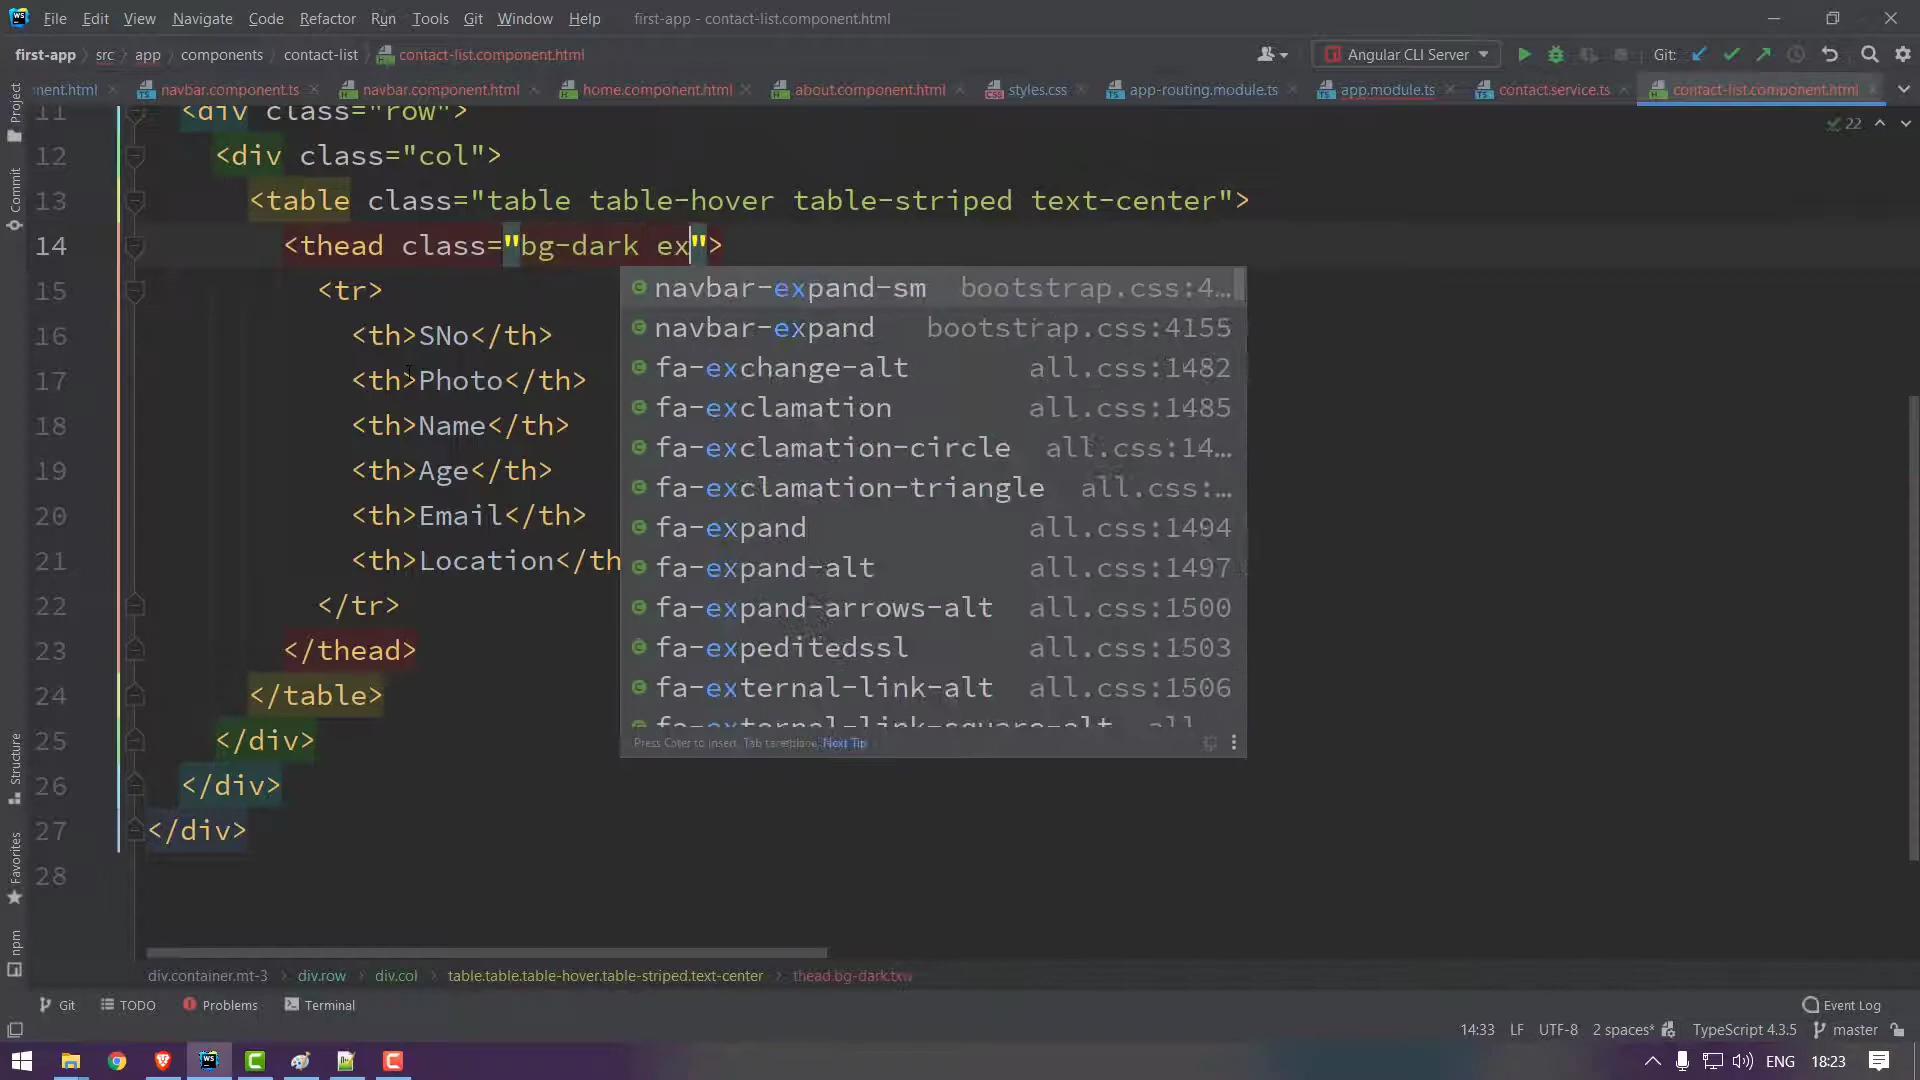 File Edit View Navigate Code Refactor Run Tools Git Window Help first-app - contact-list.component.html
first-app src app components contact-list contact-list.component.html Angular CLI Server Git:
nent.html navbar.component.ts navbar.component.html home.component.html about.component.html styles.css app-routing.module.ts app.module.ts contact.service.ts contact-list.component.html
22
Project
Commit
Structure
Favorites
npm
11 <div class="row">
12 <div class="col">
13 <table class="table table-hover table-striped text-center">
14 <thead class="bg-dark ex">
15 <tr>
16 <th>SNo</th>
17 <th>Photo</th>
18 <th>Name</th>
19 <th>Age</th>
20 <th>Email</th>
21 <th>Location</th
22 </tr>
23 </thead>
24 </table>
25 </div>
26 </div>
27 </div>
28
navbar-expand-sm bootstrap.css:4…
navbar-expand bootstrap.css:4155
fa-exchange-alt all.css:1482
fa-exclamation all.css:1485
fa-exclamation-circle all.css:14…
fa-exclamation-triangle all.css:…
fa-expand all.css:1494
fa-expand-alt all.css:1497
fa-expand-arrows-alt all.css:1500
fa-expeditedssl all.css:1503
fa-external-link-alt all.css:1506
fa-external-link-square-alt all
Next Tip
div.container.mt-3 div.row div.col table.table.table-hover.table-striped.text-center thead.bg-dark.txw
Git TODO Problems Terminal Event Log
14:33 LF UTF-8 2 spaces* TypeScript 4.3.5 master
ENG 18:23